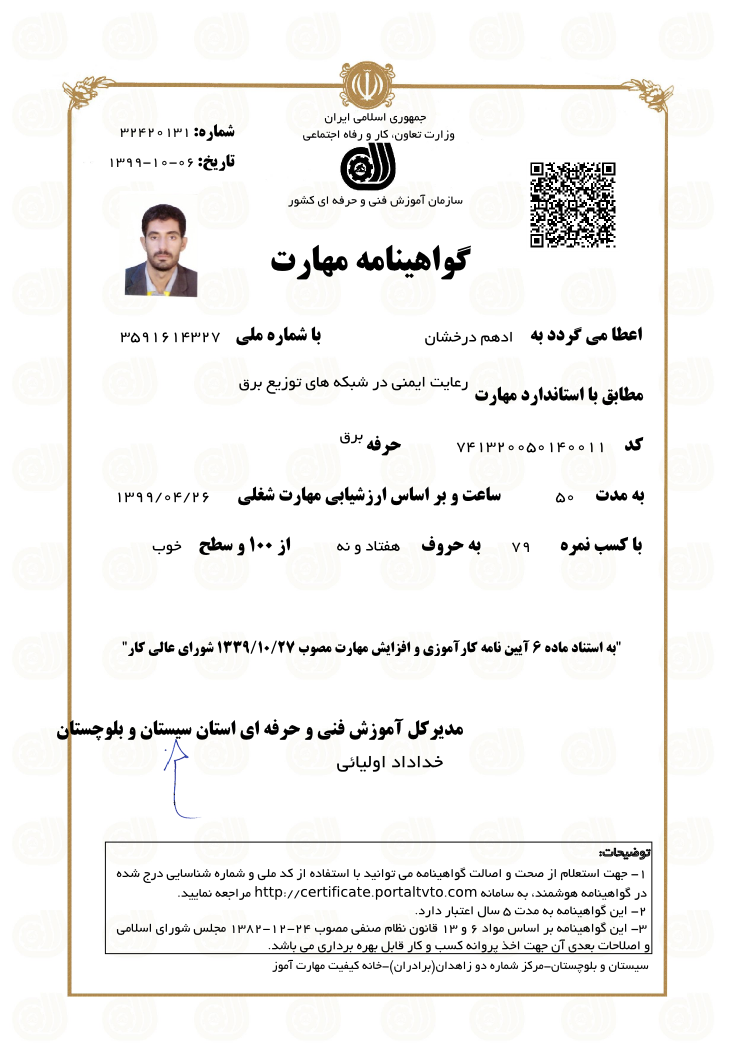 جمهوری اسلامی ایران
وزارت تعاون، کار و رفاه اجتماعی
سازمان آموزش فنی و حرفه ای کشور
شماره: ۳۲۴۲۰۱۳۱
تاریخ: ۱۳۹۹-۱۰-۰۶
گواهینامه مهارت
اعطا می گردد به ادهم درخشان با شماره ملی ۳۵۹۱۶۱۴۳۲۷
مطابق با استاندارد مهارت رعایت ایمنی در شبکه های توزیع برق
کد ۷۴۱۳۲۰۰۵۰۱۴۰۰۱۱ حرفه برق
به مدت ۵۰ ساعت و بر اساس ارزشیابی مهارت شغلی ۱۳۹۹/۰۴/۲۶
با کسب نمره ۷۹ به حروف هفتاد و نه از ۱۰۰ و سطح خوب
"به استناد ماده ۶ آیین نامه کارآموزی و افزایش مهارت مصوب ۱۳۳۹/۱۰/۲۷ شورای عالی کار"
مدیرکل آموزش فنی و حرفه ای استان سیستان و بلوچستان
خداداد اولیائی
توضیحات:
۱- جهت استعلام از صحت و اصالت گواهینامه می توانید با استفاده از کد ملی و شماره شناسایی درج شده
در گواهینامه هوشمند، به سامانه http://certificate.portaltvto.com مراجعه نمایید.
۲- این گواهینامه به مدت ۵ سال اعتبار دارد.
۳- این گواهینامه بر اساس مواد ۶ و ۱۳ قانون نظام صنفی مصوب ۲۴-۱۲-۱۳۸۲ مجلس شورای اسلامی
و اصلاحات بعدی آن جهت اخذ پروانه کسب و کار قابل بهره برداری می باشد.
سیستان و بلوچستان-مرکز شماره دو زاهدان(برادران)-خانه کیفیت مهارت آموز